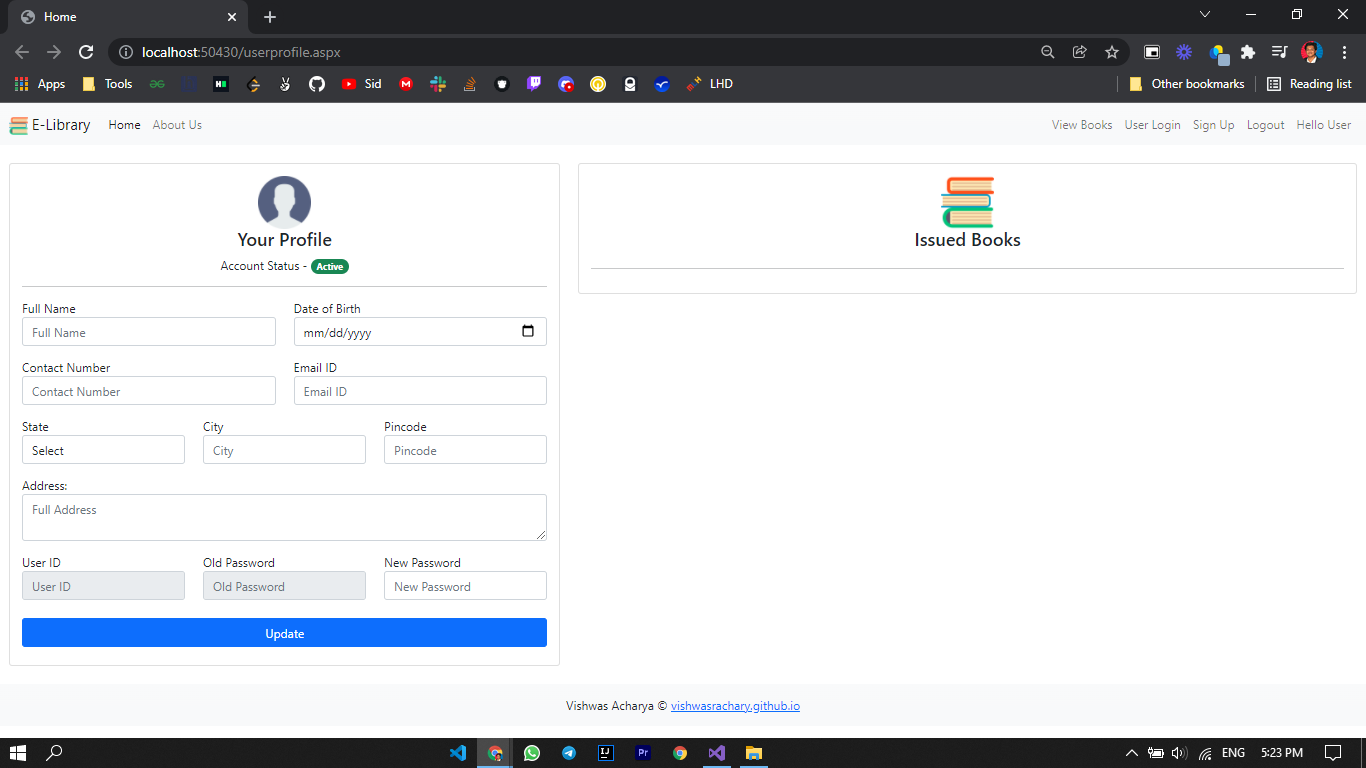 Home
localhost:50430/userprofile.aspx
Apps Tools Sid LHD Other bookmarks Reading list
E-Library Home About Us View Books User Login Sign Up Logout Hello User
Your Profile
Account Status - Active
Full Name Date of Birth
Full Name mm/dd/yyyy
Contact Number Email ID
Contact Number Email ID
State City Pincode
Select City Pincode
Address:
Full Address
User ID Old Password New Password
User ID Old Password New Password
Update
Issued Books
Vishwas Acharya © vishwasrachary.github.io
IJ Pr ENG 5:23 PM